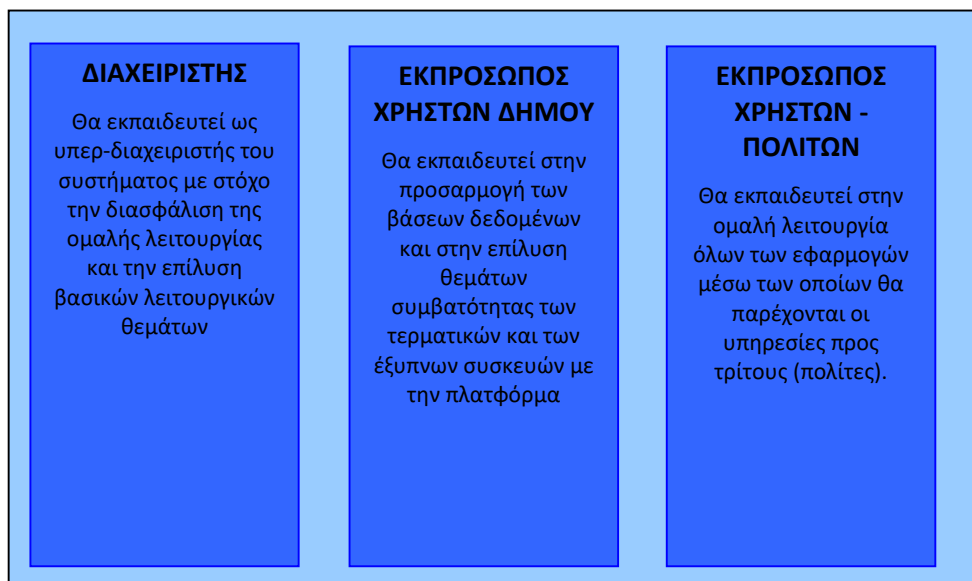 ΔΙΑΧΕΙΡΙΣΤΗΣ
Θα εκπαιδευτεί ως
υπερ-διαχειριστής του
συστήματος με στόχο
την διασφάλιση της
ομαλής λειτουργίας
και την επίλυση
βασικών λειτουργικών
θεμάτων
ΕΚΠΡΟΣΩΠΟΣ
ΧΡΗΣΤΩΝ ΔΗΜΟΥ
Θα εκπαιδευτεί στην
προσαρμογή των
βάσεων δεδομένων
και στην επίλυση
θεμάτων
συμβατότητας των
τερματικών και των
έξυπνων συσκευών με
την πλατφόρμα
ΕΚΠΡΟΣΩΠΟΣ
ΧΡΗΣΤΩΝ -
ΠΟΛΙΤΩΝ
Θα εκπαιδευτεί στην
ομαλή λειτουργία
όλων των εφαρμογών
μέσω των οποίων θα
παρέχονται οι
υπηρεσίες προς
τρίτους (πολίτες).